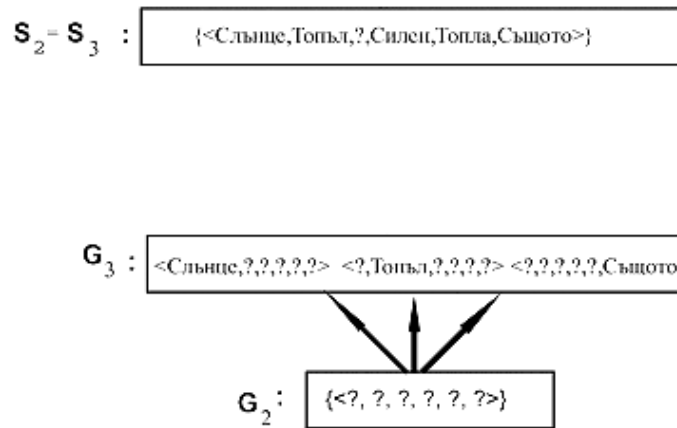 S2= S3 : {<Слънце,Топъл,?,Силен,Топла,Същото>}
G3 : <Слънце,?,?,?,?,?> <?,Топъл,?,?,?,?> <?,?,?,?,?,Същото
G2: {<?, ?, ?, ?, ?, ?>}